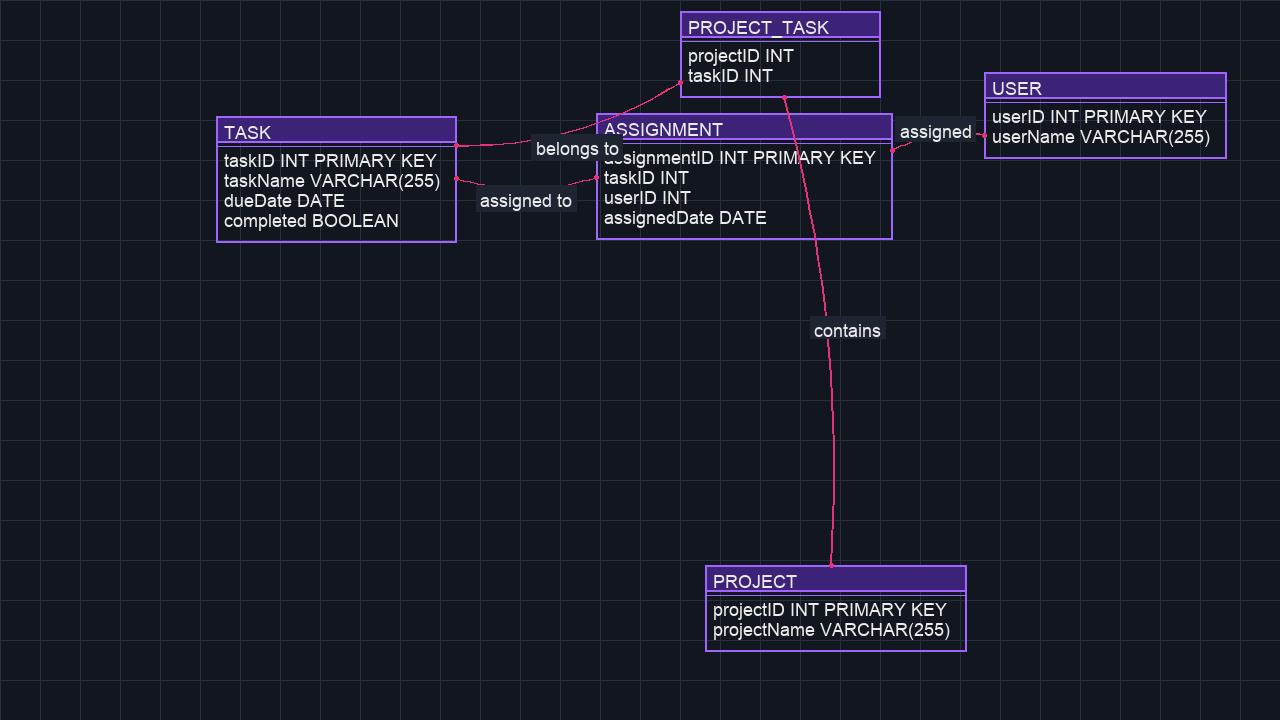 PROJECT_TASK
projectID INT
taskID INT
USER
userID INT PRIMARY KEY
userName VARCHAR(255)
TASK
taskID INT PRIMARY KEY
taskName VARCHAR(255)
dueDate DATE
completed BOOLEAN
belongs to
assigned to
ASSIGNMENT
assignmentID INT PRIMARY KEY
taskID INT
userID INT
assignedDate DATE
assigned
contains
PROJECT
projectID INT PRIMARY KEY
projectName VARCHAR(255)